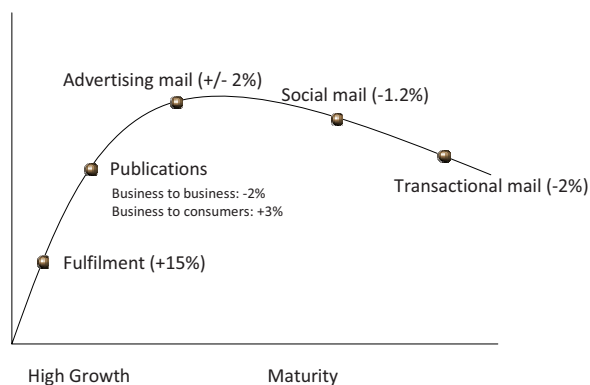 Advertising mail (+/- 2%)
Social mail (-1.2%)
Publications
Business to business: -2%
Business to consumers: +3%
Transactional mail (-2%)
Fulfilment (+15%)
High Growth
Maturity